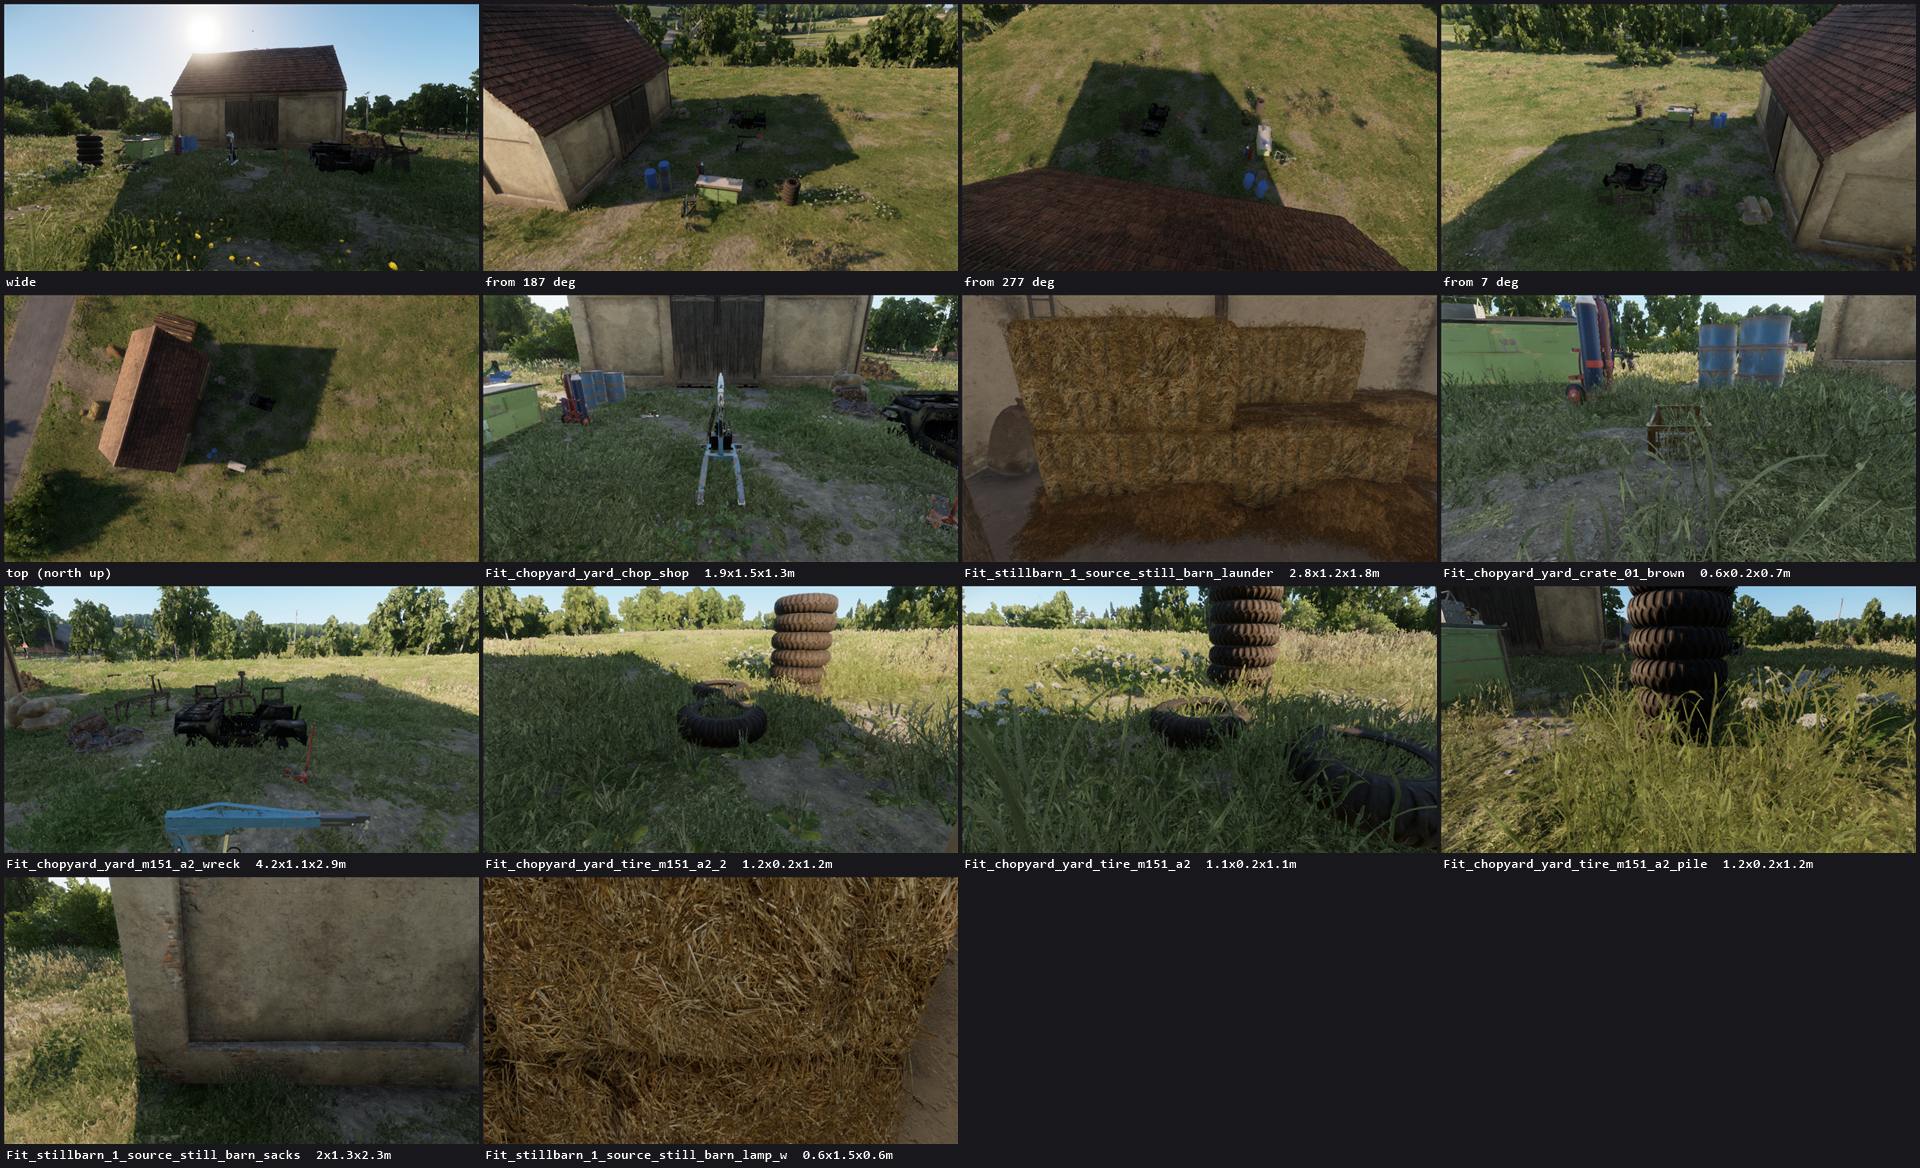 wide
from 187 deg
from 277 deg
from 7 deg
top (north up)
Fit_chopyard_yard_chop_shop 1.9x1.5x1.3m
Fit_stillbarn_1_source_still_barn_launder 2.8x1.2x1.8m
Fit_chopyard_yard_crate_01_brown 0.6x0.2x0.7m
Fit_chopyard_yard_m151_a2_wreck 4.2x1.1x2.9m
Fit_chopyard_yard_tire_m151_a2_2 1.2x0.2x1.2m
Fit_chopyard_yard_tire_m151_a2 1.1x0.2x1.1m
Fit_chopyard_yard_tire_m151_a2_pile 1.2x0.2x1.2m
Fit_stillbarn_1_source_still_barn_sacks 2x1.3x2.3m
Fit_stillbarn_1_source_still_barn_lamp_w 0.6x1.5x0.6m